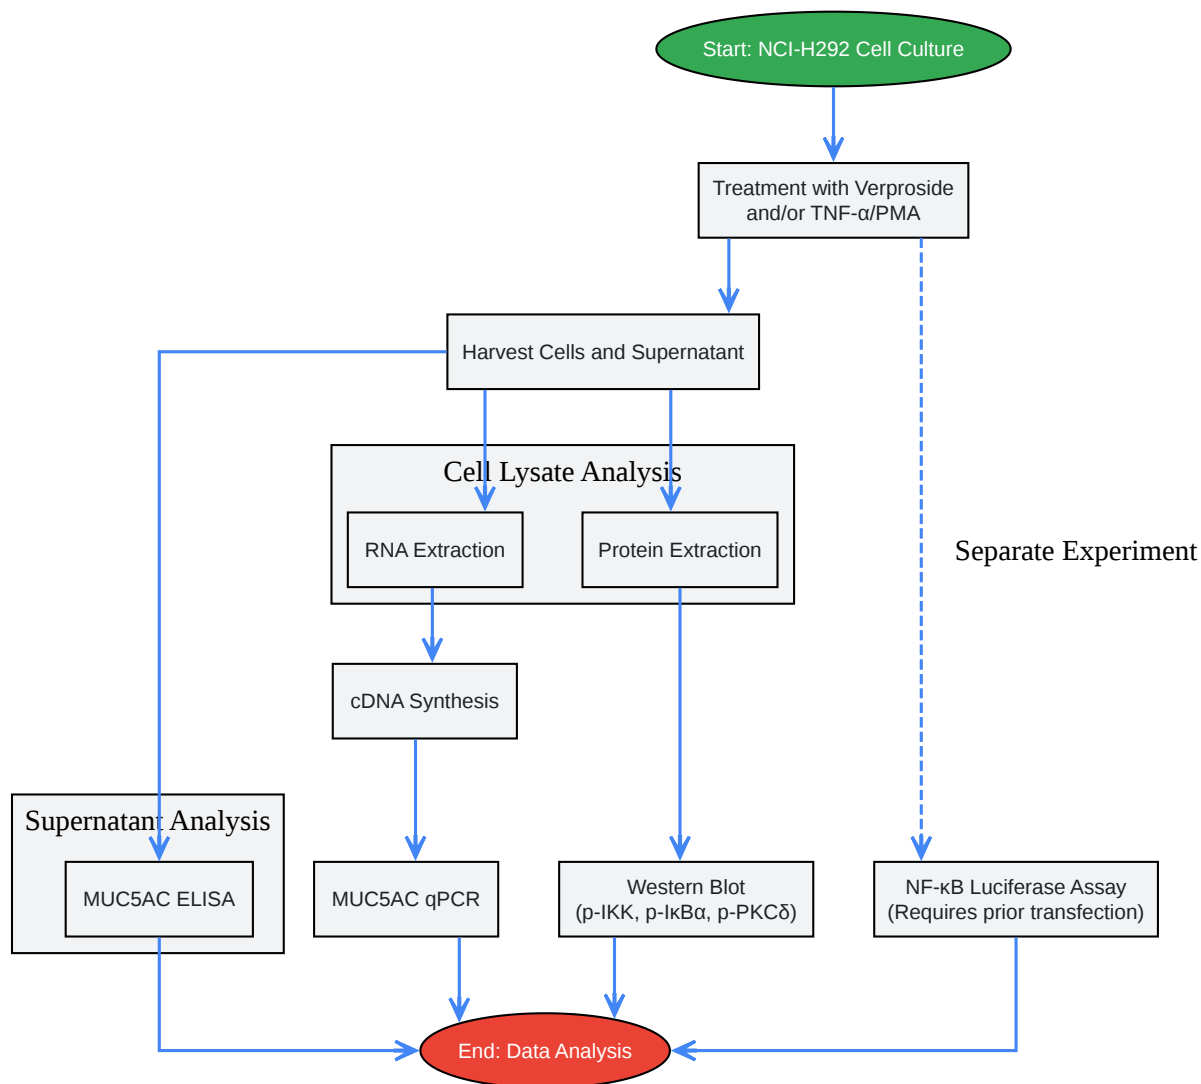 Start: NCI-H292 Cell Culture
Treatment with Verproside
and/or TNF-α/PMA
Harvest Cells and Supernatant
Cell Lysate Analysis
RNA Extraction
Protein Extraction
Separate Experiment
cDNA Synthesis
Supernatant Analysis
MUC5AC ELISA
MUC5AC qPCR
Western Blot
(p-IKK, p-IκBα, p-PKCδ)
NF-κB Luciferase Assay
(Requires prior transfection)
End: Data Analysis